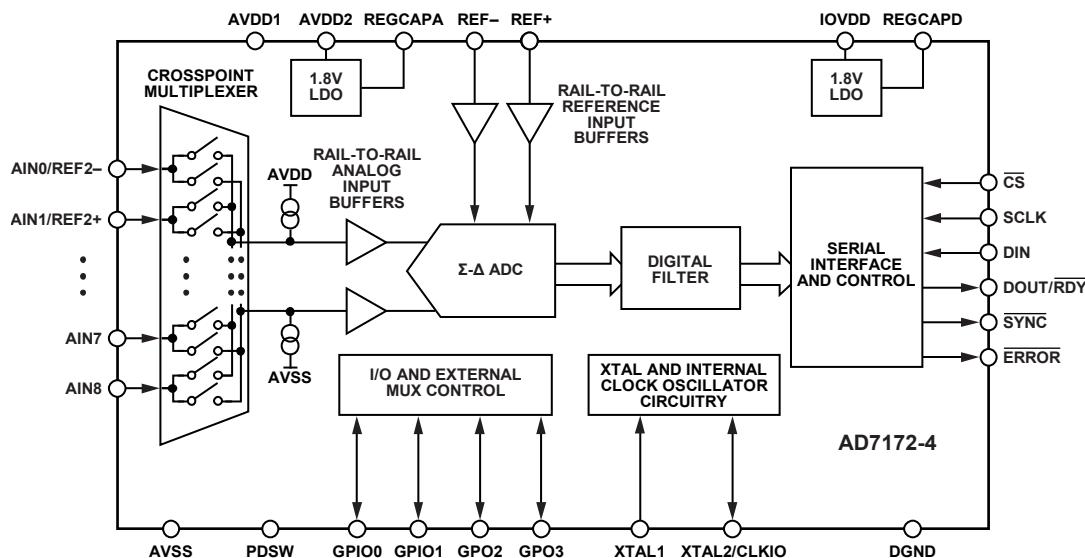 AVDD1 AVDD2 REGCAPA REF– REF+ IOVDD REGCAPD
CROSSPOINT
MULTIPLEXER
1.8V
LDO
1.8V
LDO
RAIL-TO-RAIL
REFERENCE
INPUT
BUFFERS
RAIL-TO-RAIL
ANALOG
INPUT
BUFFERS
AVDD
AIN0/REF2–
AIN1/REF2+
AIN7
AIN8
AVSS
Σ-Δ ADC
DIGITAL
FILTER
SERIAL
INTERFACE
AND CONTROL
CS
SCLK
DIN
DOUT/RDY
SYNC
ERROR
I/O AND EXTERNAL
MUX CONTROL
XTAL AND INTERNAL
CLOCK OSCILLATOR
CIRCUITRY
AD7172-4
AVSS PDSW GPIO0 GPIO1 GPO2 GPO3 XTAL1 XTAL2/CLKIO DGND